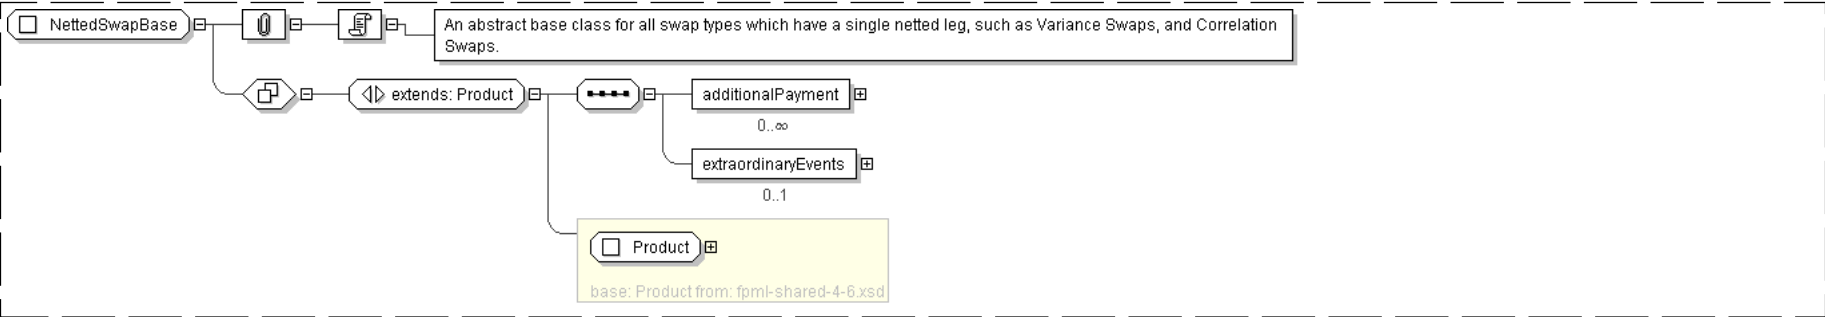 NettedSwapBase
An abstract base class for all swap types which have a single netted leg, such as Variance Swaps, and Correlation
Swaps.
extends: Product
additionalPayment
0..∞
extraordinaryEvents
0..1
Product
base: Product from: fpml-shared-4-6.xsd